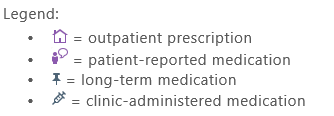 Legend:
• = outpatient prescription
• = patient-reported medication
• = long-term medication
• = clinic-administered medication